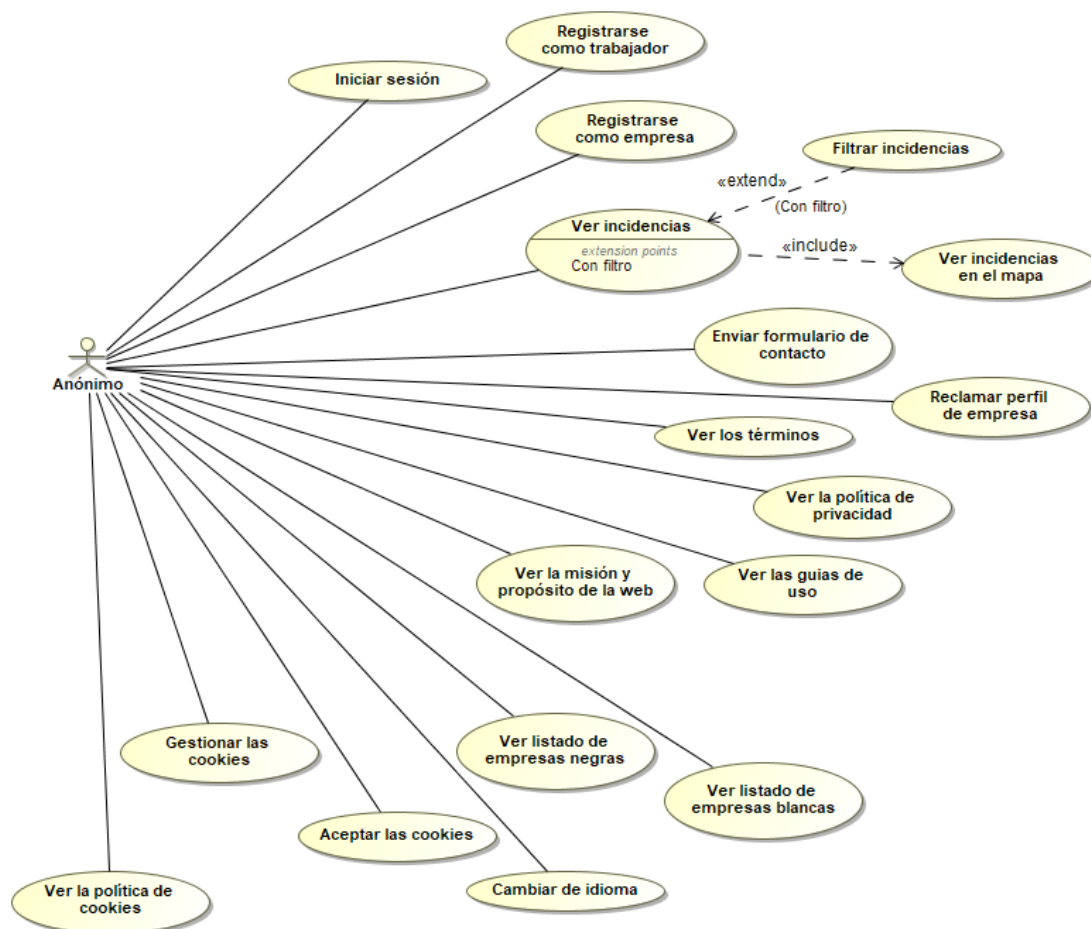 Registrarse
como trabajador
Iniciar sesión
Registrarse
como empresa
Filtrar incidencias
«extend»
(Con filtro)
Ver incidencias
extension points
Con filtro
«include»
Ver incidencias
en el mapa
Enviar formulario de
contacto
Anónimo
Reclamar perfil
de empresa
Ver los términos
Ver la política de
privacidad
Ver la misión y
propósito de la web
Ver las guias de
uso
Gestionar las
cookies
Ver listado de
empresas negras
Ver listado de
empresas blancas
Aceptar las cookies
Ver la política de
cookies
Cambiar de idioma